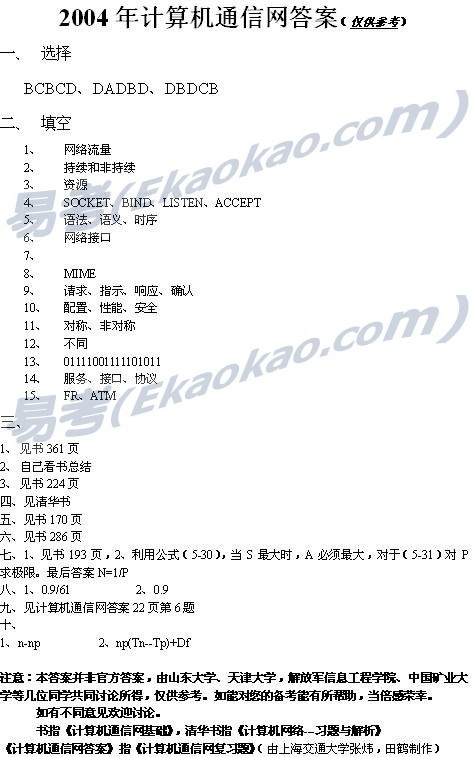 2004 年计算机通信网答案（仅供参考）
一、 选择
BCBCD、DADBD、DBDCB
二、 填空
1、 网络流量
2、 持续和非持续
3、 资源
4、 SOCKET、BIND、LISTEN、ACCEPT
5、 语法、语义、时序
6、 网络接口
7、
8、 MIME
9、 请求、指示、响应、确认
10、 配置、性能、安全
11、 对称、非对称
12、 不同
13、 01111001111101011
14、 服务、接口、协议
15、 FR、ATM
三、
1、 见书 361 页
2、 自己看书总结
3、 见书 224 页
四、见清华书
五、见书 170 页
六、见书 286 页
七、1、见书 193 页，2、利用公式（5-30），当 S 最大时，A 必须最大，对于（5-31）对 P
求极限。最后答案 N=1/P
八、1、0.9/61 2、0.9
九、见计算机通信网答案 22 页第 6 题
十、
1、n-np 2、np(Tn--Tp)+Df
注意：本答案并非官方答案，由山东大学、天津大学，解放军信息工程学院、中国矿业大
学等几位同学共同讨论所得，仅供参考。如能对您的备考能有所帮助，当倍感荣幸。
如有不同意见欢迎讨论。
书指《计算机通信网基础》，清华书指《计算机网络---习题与解析》
《计算机通信网答案》指《计算机通信网复习题》（由上海交通大学张炜，田鹤制作）
易考(Ekaokao.com)
易考(Ekaokao.com)